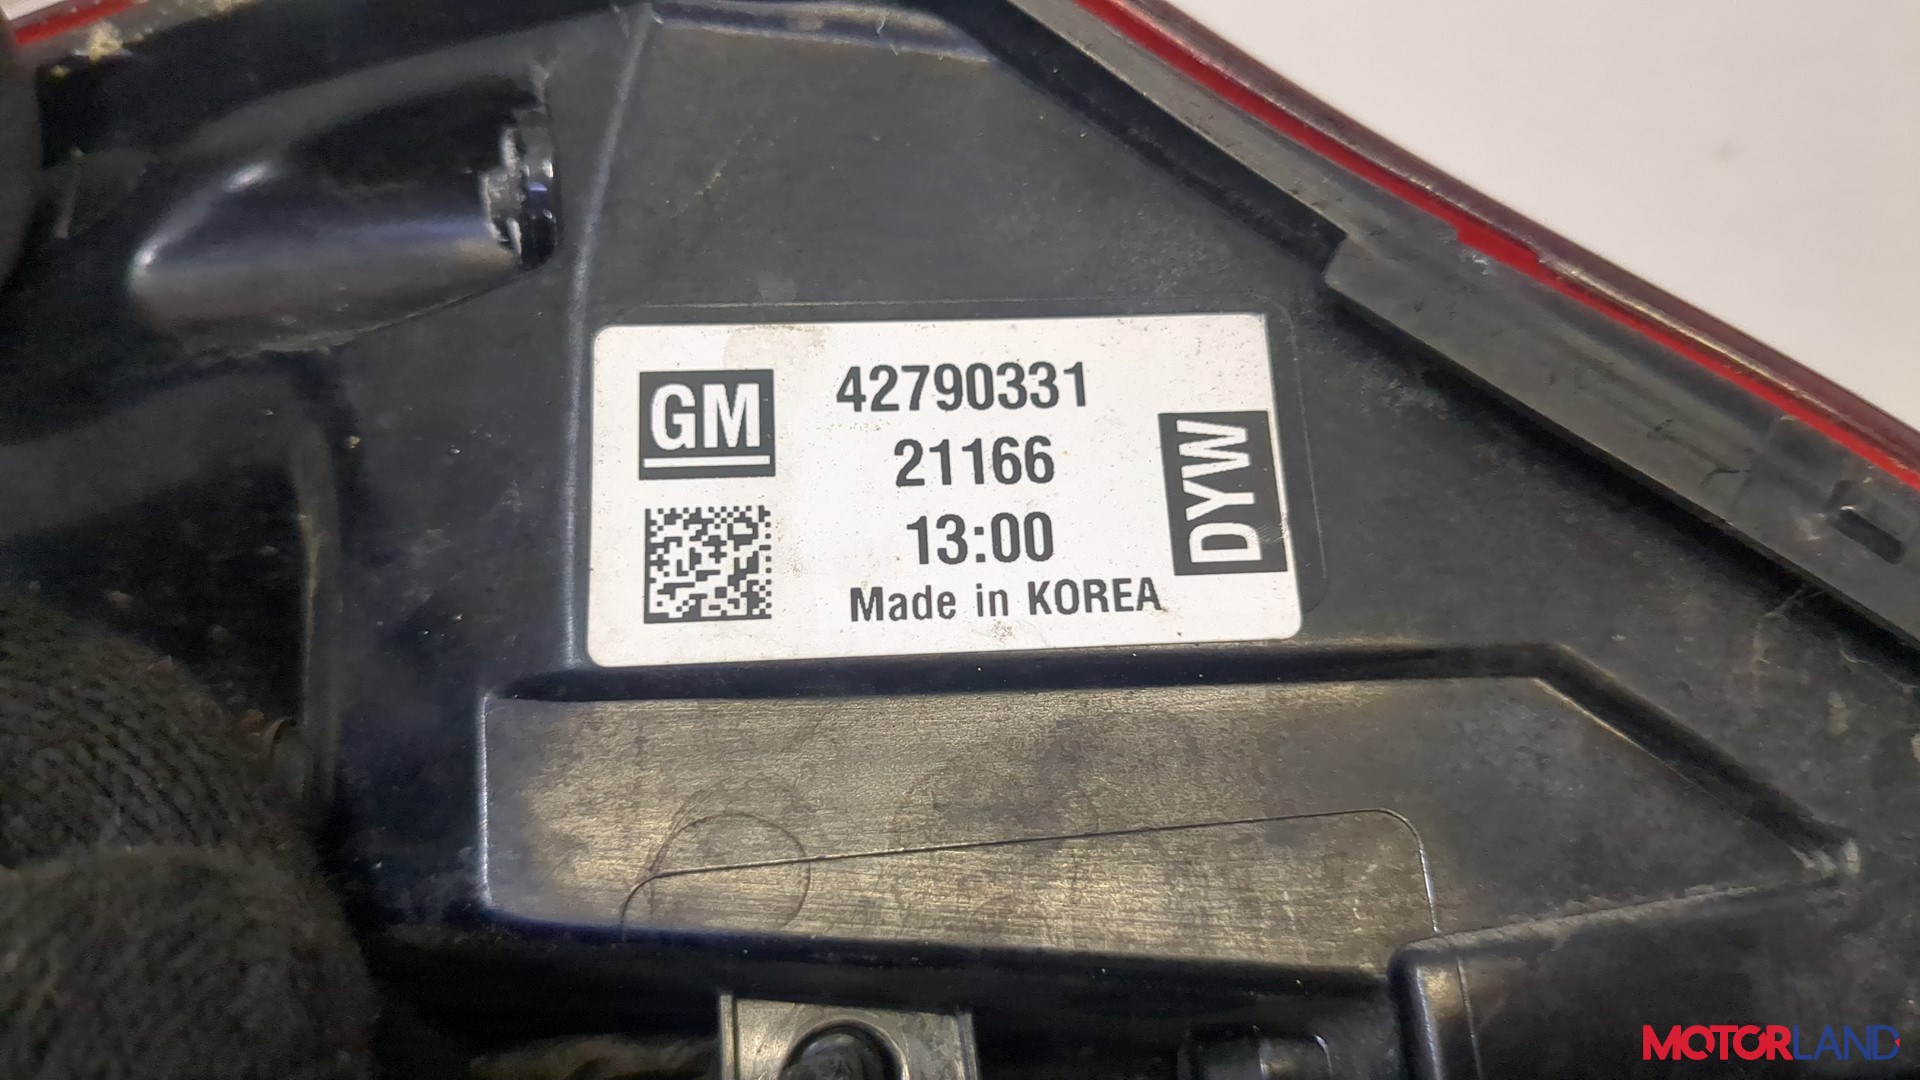 GM
42790331
21166
13:00
Made in KOREA
DYW
MOTORLAND